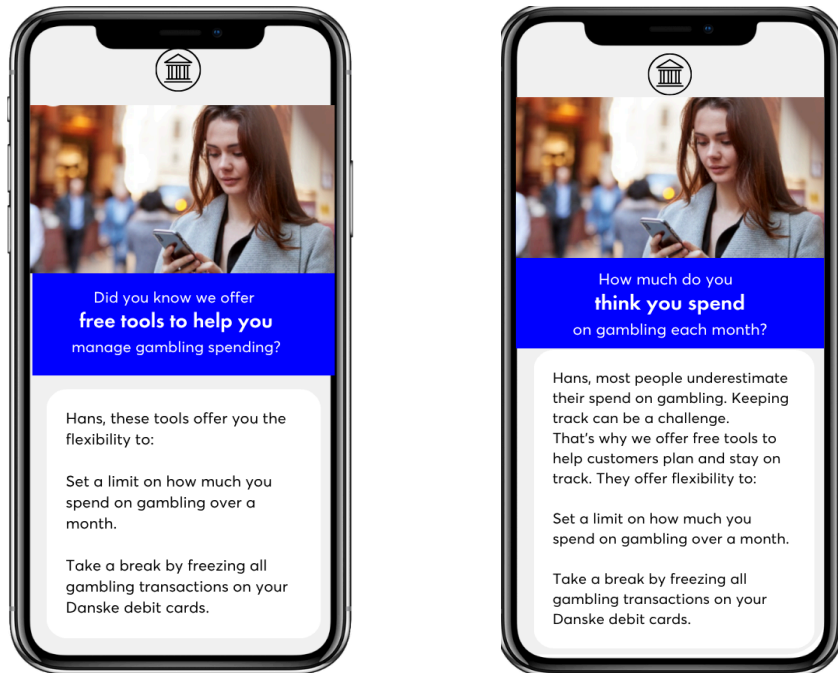 Did you know we offer
free tools to help you
manage gambling spending?
Hans, these tools offer you the
flexibility to:
Set a limit on how much you
spend on gambling over a
month.
Take a break by freezing all
gambling transactions on your
Danske debit cards.
How much do you
think you spend
on gambling each month?
Hans, most people underestimate
their spend on gambling. Keeping
track can be a challenge.
That's why we offer free tools to
help customers plan and stay on
track. They offer flexibility to:
Set a limit on how much you
spend on gambling over a month.
Take a break by freezing all
gambling transactions on your
Danske debit cards.